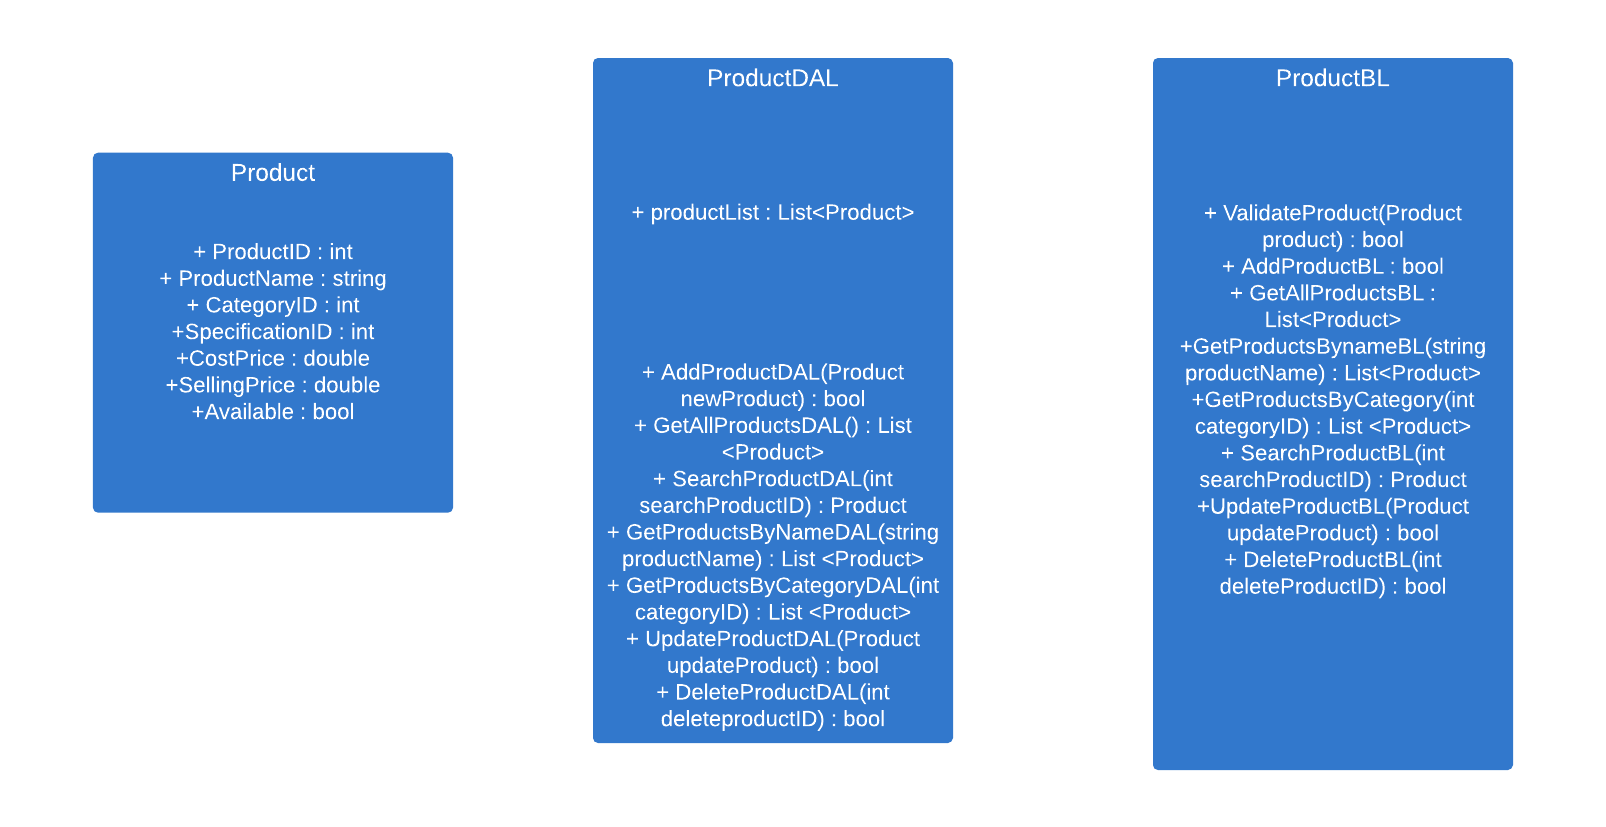 Product
+ ProductID : int
+ ProductName : string
+ CategoryID : int
+SpecificationID : int
+CostPrice : double
+SellingPrice : double
+Available : bool
ProductDAL
+ productList : List<Product>
+ AddProductDAL(Product
newProduct) : bool
+ GetAllProductsDAL() : List
<Product>
+ SearchProductDAL(int
searchProductID) : Product
+ GetProductsByNameDAL(string
productName) : List <Product>
+ GetProductsByCategoryDAL(int
categoryID) : List <Product>
+ UpdateProductDAL(Product
updateProduct) : bool
+ DeleteProductDAL(int
deleteproductID) : bool
ProductBL
+ ValidateProduct(Product
product) : bool
+ AddProductBL : bool
+ GetAllProductsBL :
List<Product>
+GetProductsBynameBL(string
productName) : List<Product>
+GetProductsByCategory(int
categoryID) : List <Product>
+ SearchProductBL(int
searchProductID) : Product
+UpdateProductBL(Product
updateProduct) : bool
+ DeleteProductBL(int
deleteProductID) : bool